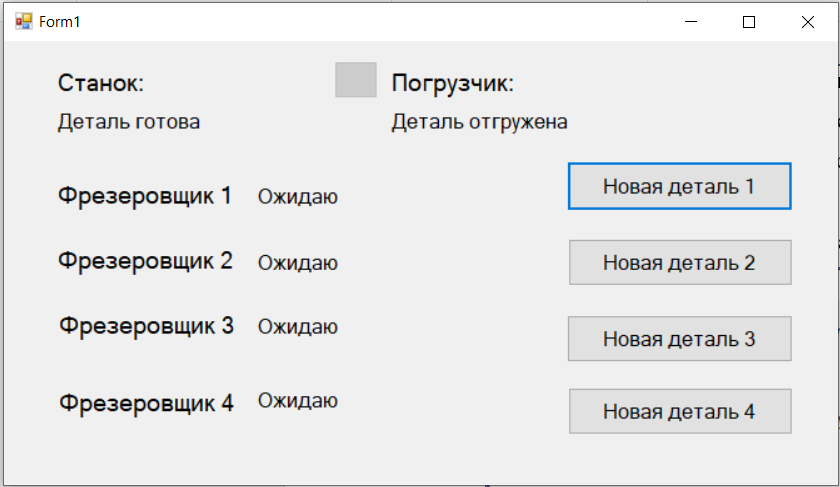 Form1
Станок: Погрузчик:
Деталь готова Деталь отгружена
Фрезеровщик 1 Ожидаю Новая деталь 1
Фрезеровщик 2 Ожидаю Новая деталь 2
Фрезеровщик 3 Ожидаю Новая деталь 3
Фрезеровщик 4 Ожидаю Новая деталь 4